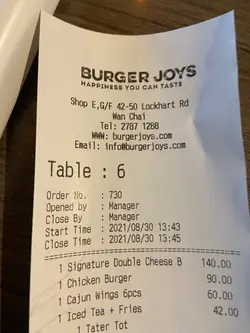 BURGER JOYS
HAPPINESS YOU CAN TASTE
Shop E,G/F 42-50 Lockhart Rd
Wan Chai
Tel: 2787 1288
WWW: burgerjoys.com
Email: info@burgerjoys.com
Table : 6
Order No. : 730
Opened by : Manager
Close By : Manager
Start Time : 2021/08/30 13:43
Close Time : 2021/08/30 13:45
1 Signature Double Cheese B 140.00
1 Chicken Burger 90.00
1 Cajun Wings 6pcs 60.00
1 Iced Tea + Fries 42.00
1 Tater Tot